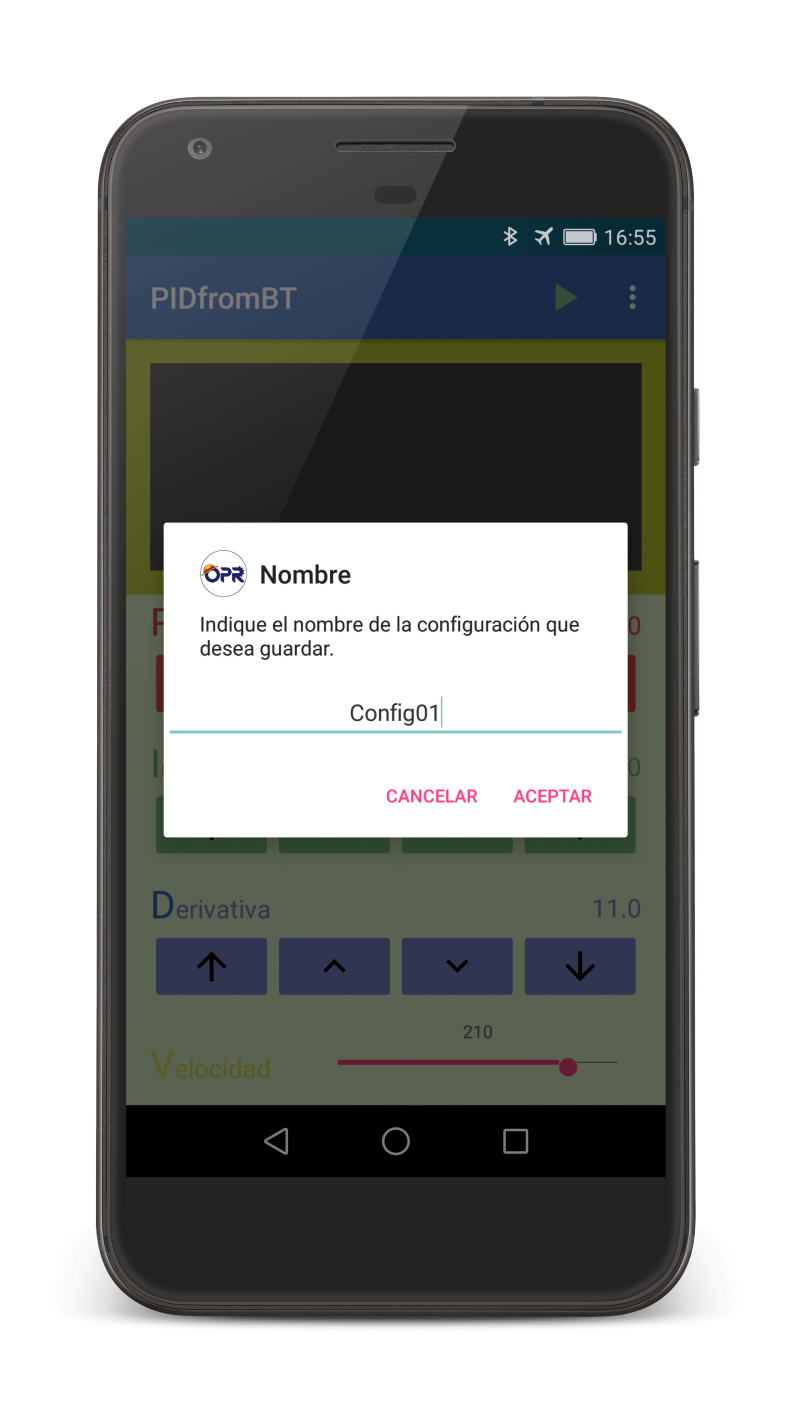 16:55
PIDfromBT
OPR Nombre
Indique el nombre de la configuración que
desea guardar.
Config01
CANCELAR ACEPTAR
Derivativa 11.0
210
Velocidad